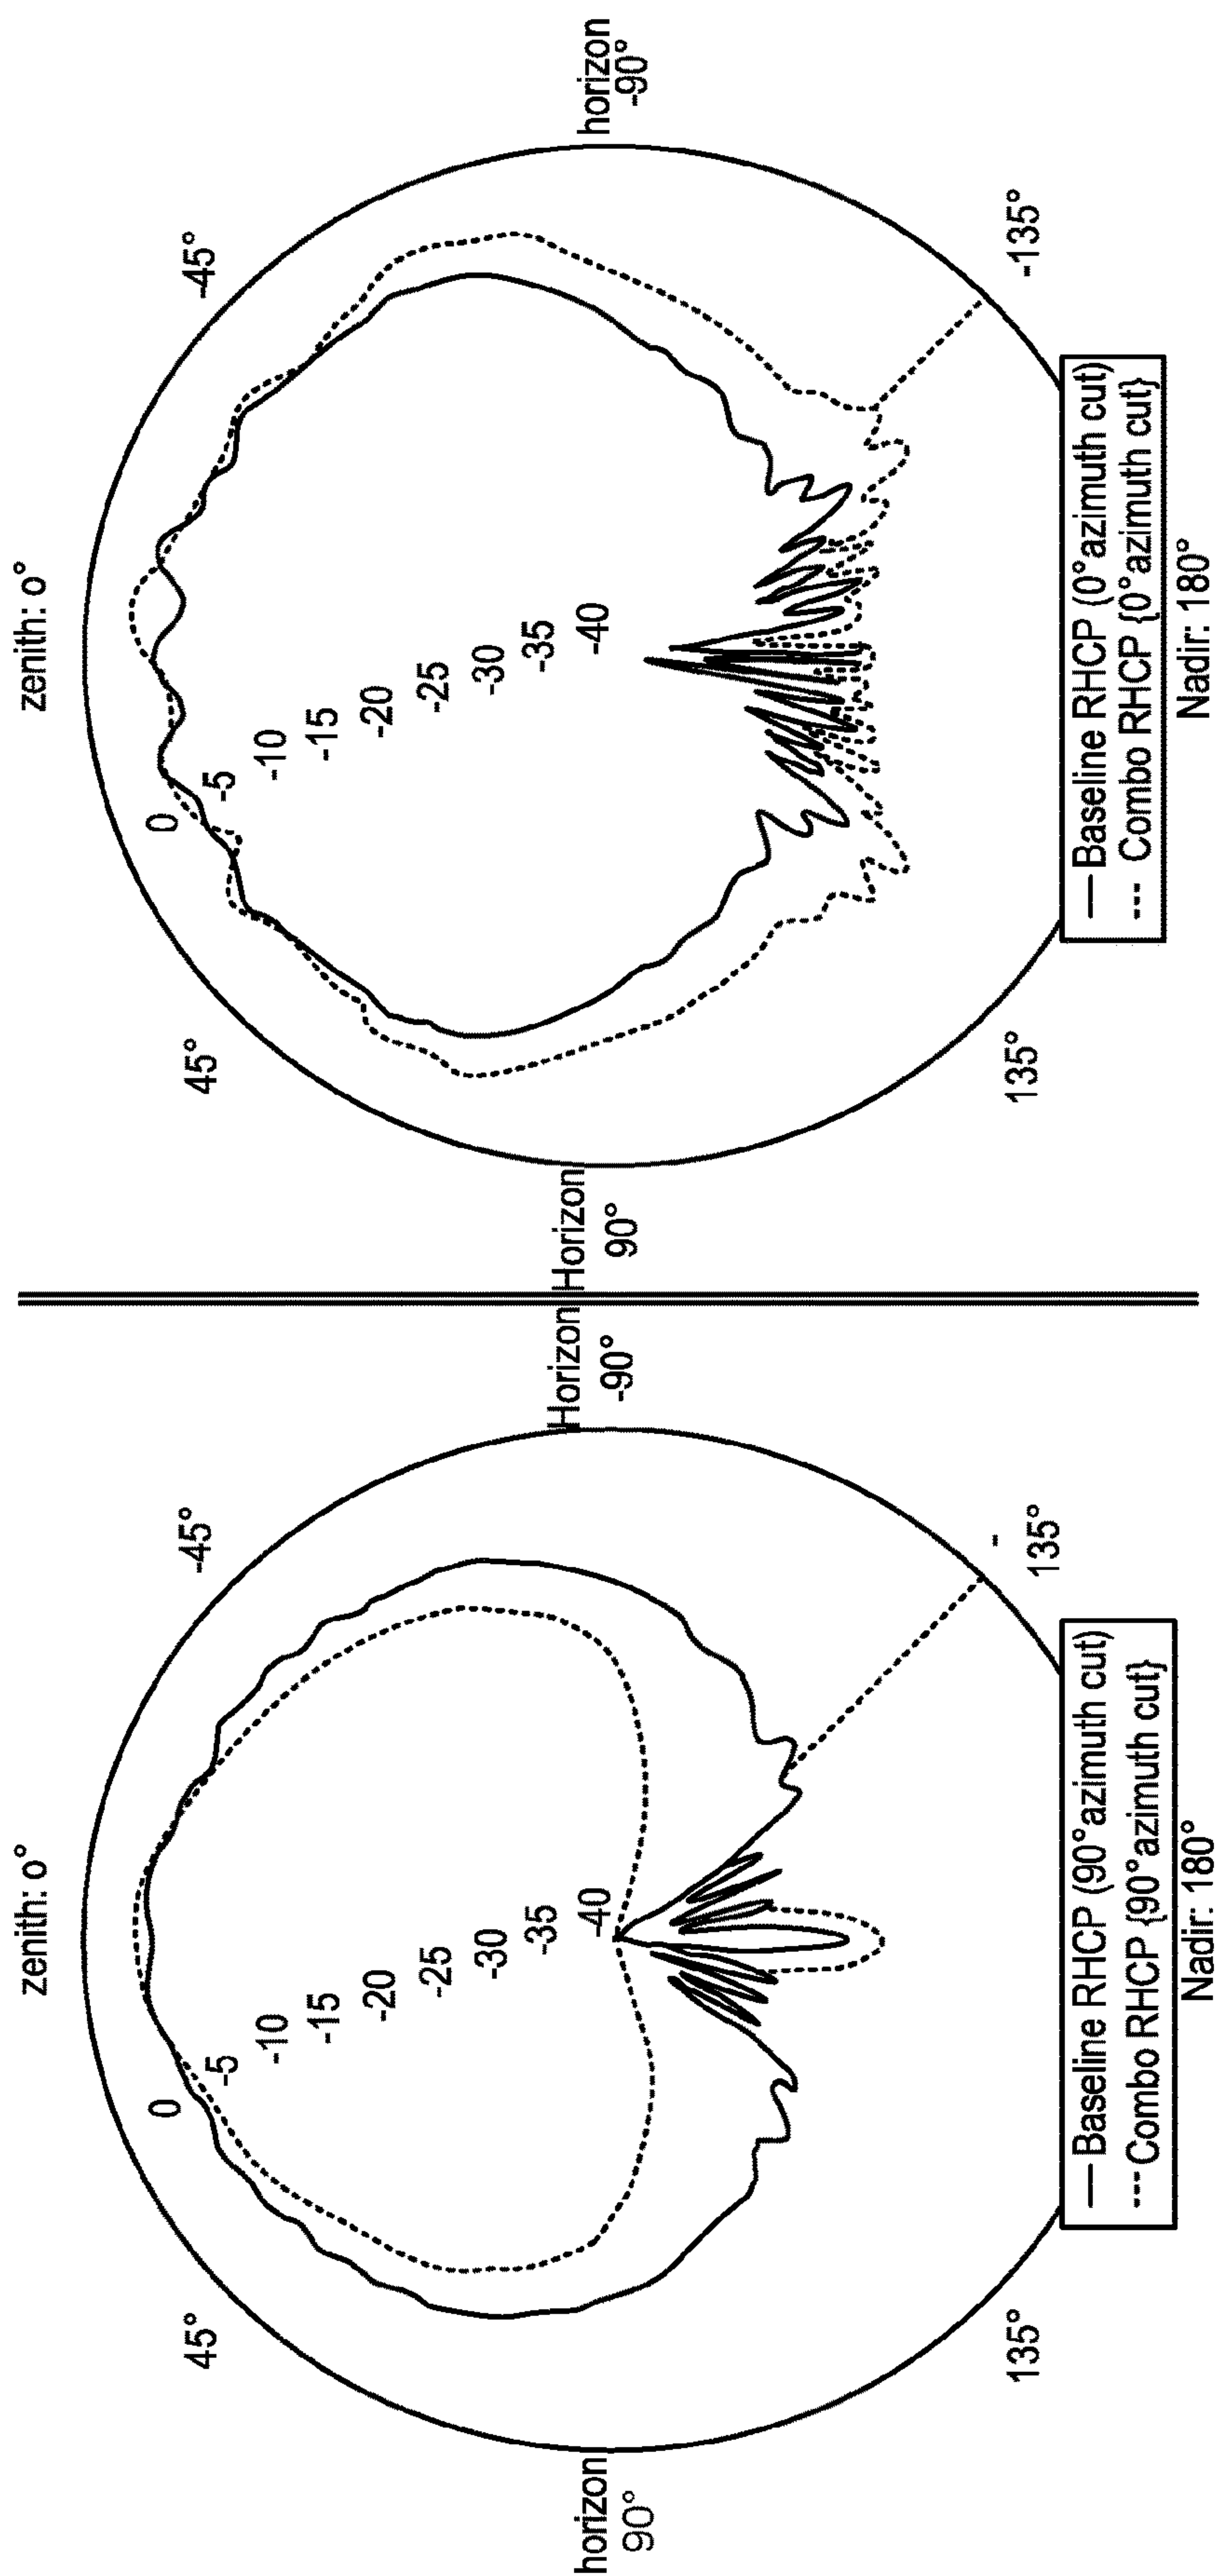 zenith: o°
45°
-45°
0
-5
-10
-15
-20
-25
-30
-35
-40
horizon
90°
Horizon
-90°
135°
-
135°
— Baseline RHCP (90°azimuth cut)
--- Combo RHCP {90°azimuth cut}
Nadir: 180°
zenith: o°
45°
-45°
0
-5
-10
-15
-20
-25
-30
-35
-40
Horizon
90°
horizon
-90°
135°
-135°
— Baseline RHCP (0°azimuth cut)
--- Combo RHCP {0°azimuth cut}
Nadir: 180°